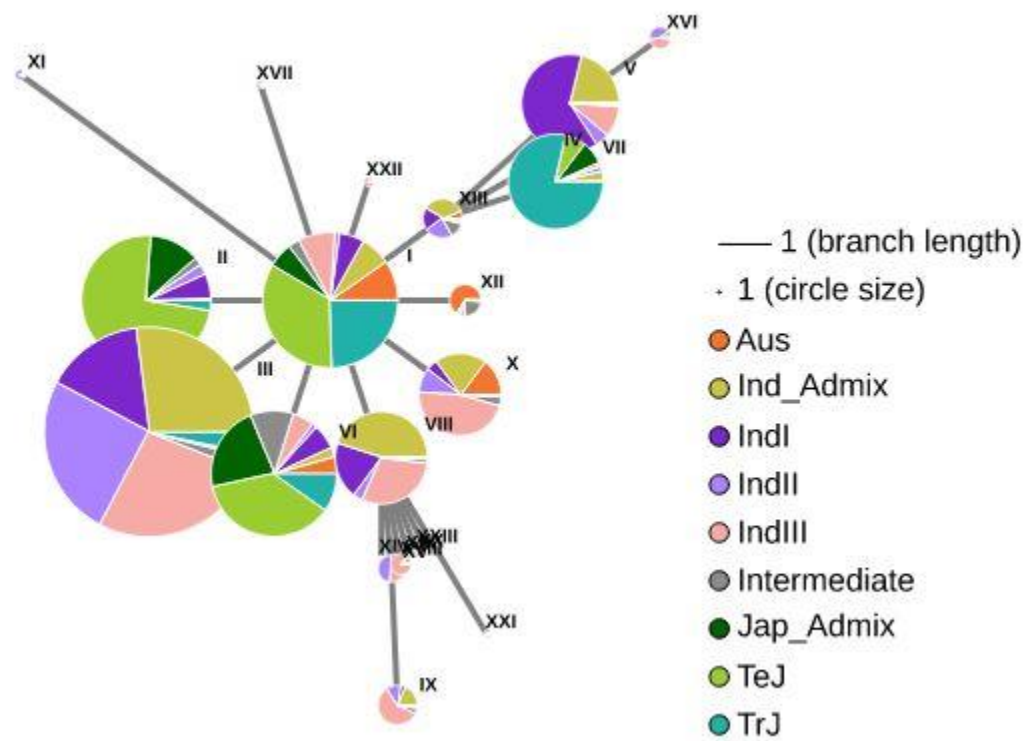 XVI
XI
V
XVII
IV
VII
XXII
XIII
I
II
1 (branch length)
XII
1 (circle size)
Aus
III
X
Ind_Admix
VIII
VI
IndI
IndII
IndIII
XXI
Intermediate
Jap_Admix
IX
TeJ
TrJ